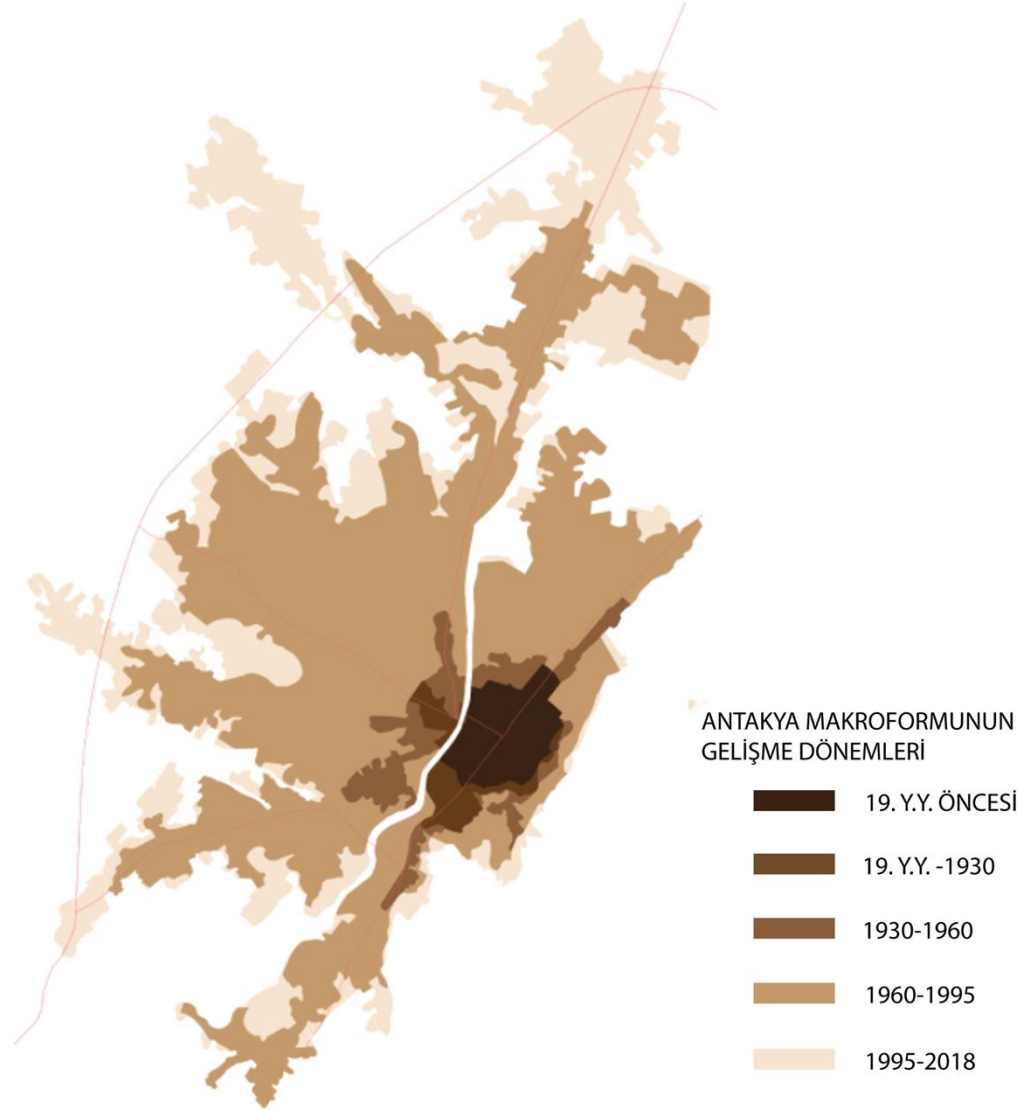 ANTAKYA MAKROFORMUNUN
GELİŞME DÖNEMLERİ
19. Y.Y. ÖNCESİ
19. Y.Y. -1930
1930-1960
1960-1995
1995-2018